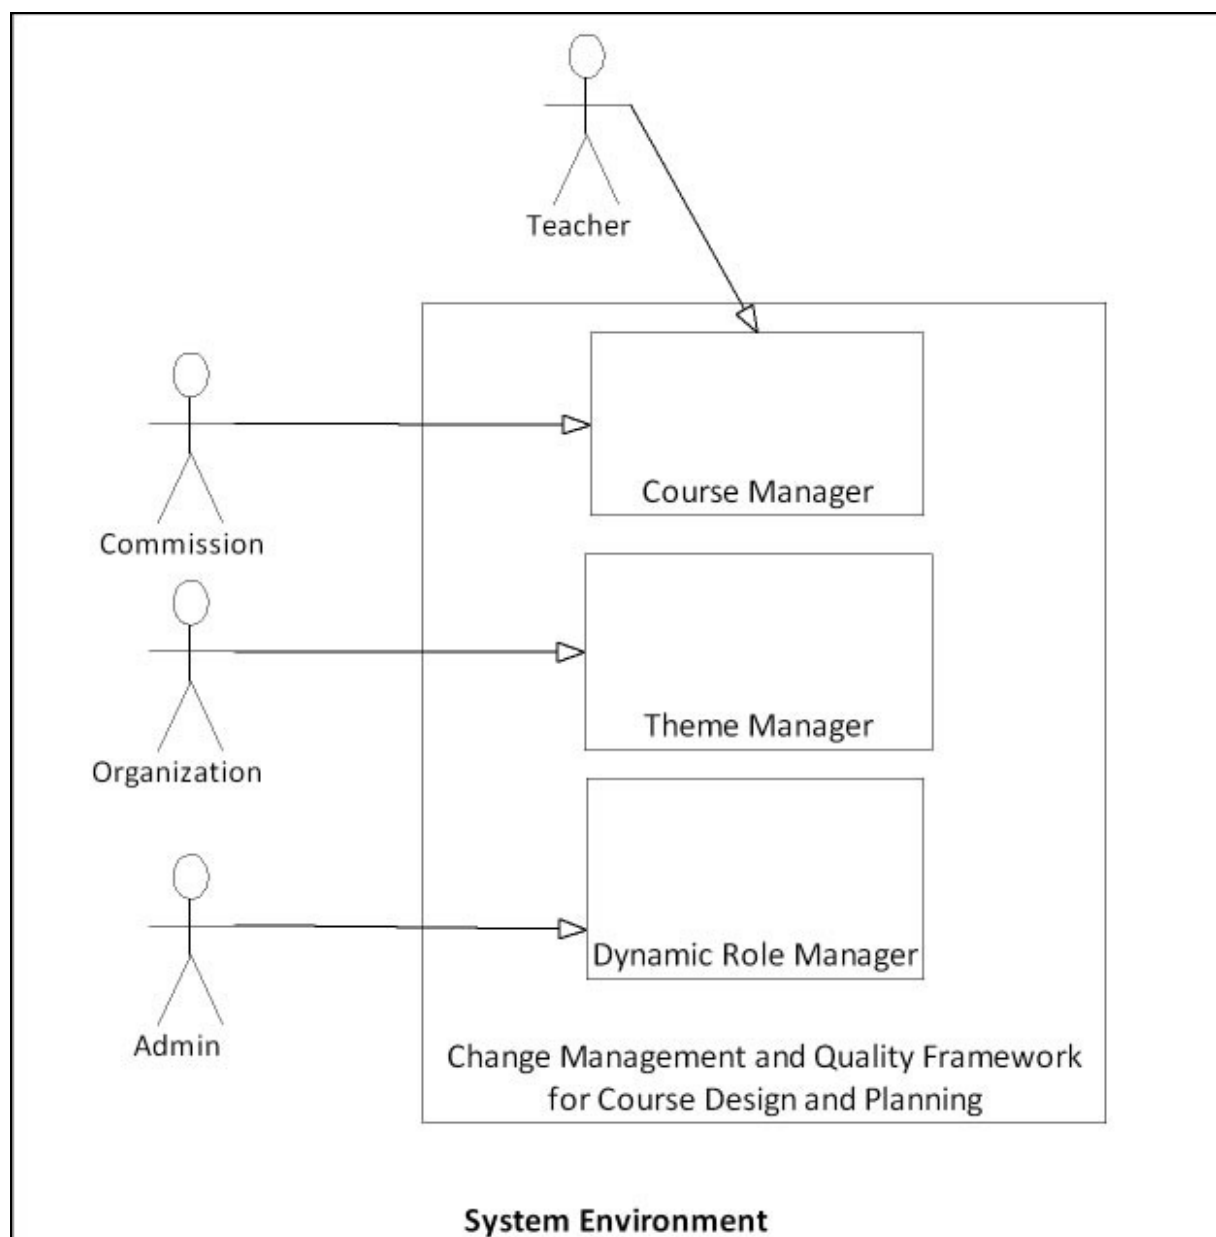 Teacher
Commission
Course Manager
Organization
Theme Manager
Admin
Dynamic Role Manager
Change Management and Quality Framework
for Course Design and Planning
System Environment